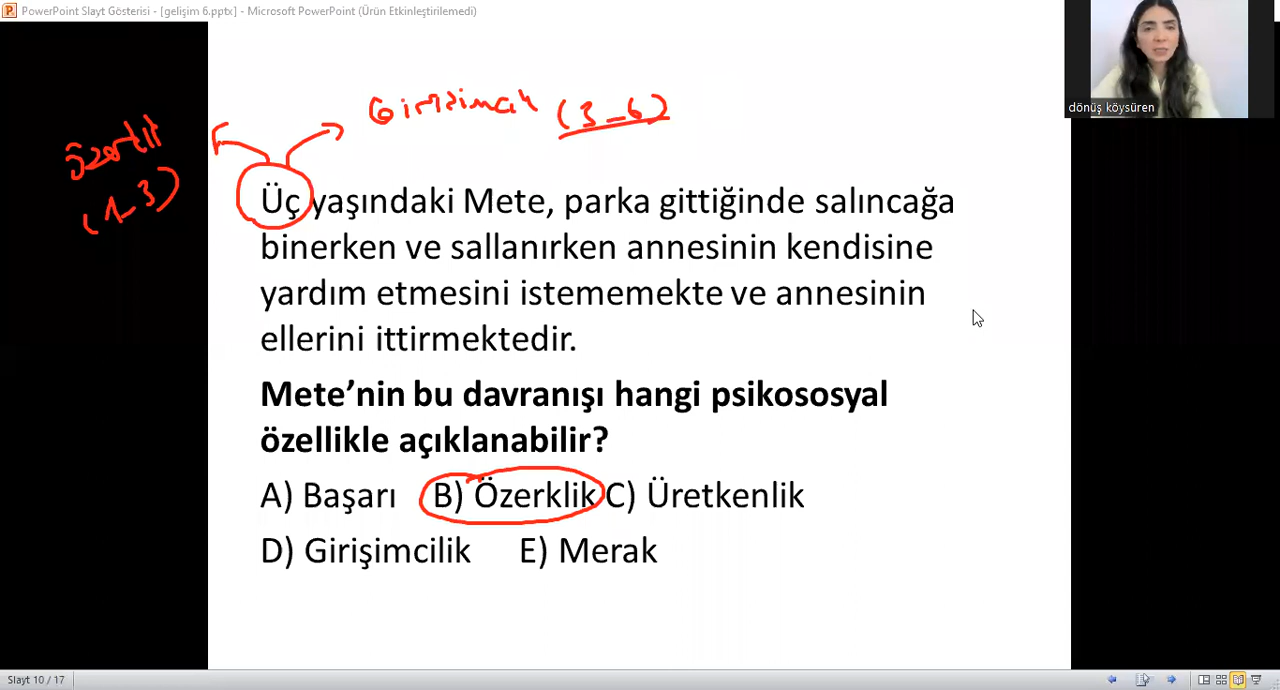 PowerPoint Slayt Gösterisi - [gelişim 6.pptx] - Microsoft PowerPoint (Ürün Etkinleştirilemedi)
dönüş köysüren
(3-6)
özerklik
(1-3)
Üç yaşındaki Mete, parka gittiğinde salıncağa
binerken ve sallanırken annesinin kendisine
yardım etmesini istememekte ve annesinin
ellerini ittirmektedir.
Mete’nin bu davranışı hangi psikososyal
özellikle açıklanabilir?
A) Başarı B) Özerklik C) Üretkenlik
D) Girişimcilik E) Merak
Slayt 10 / 17